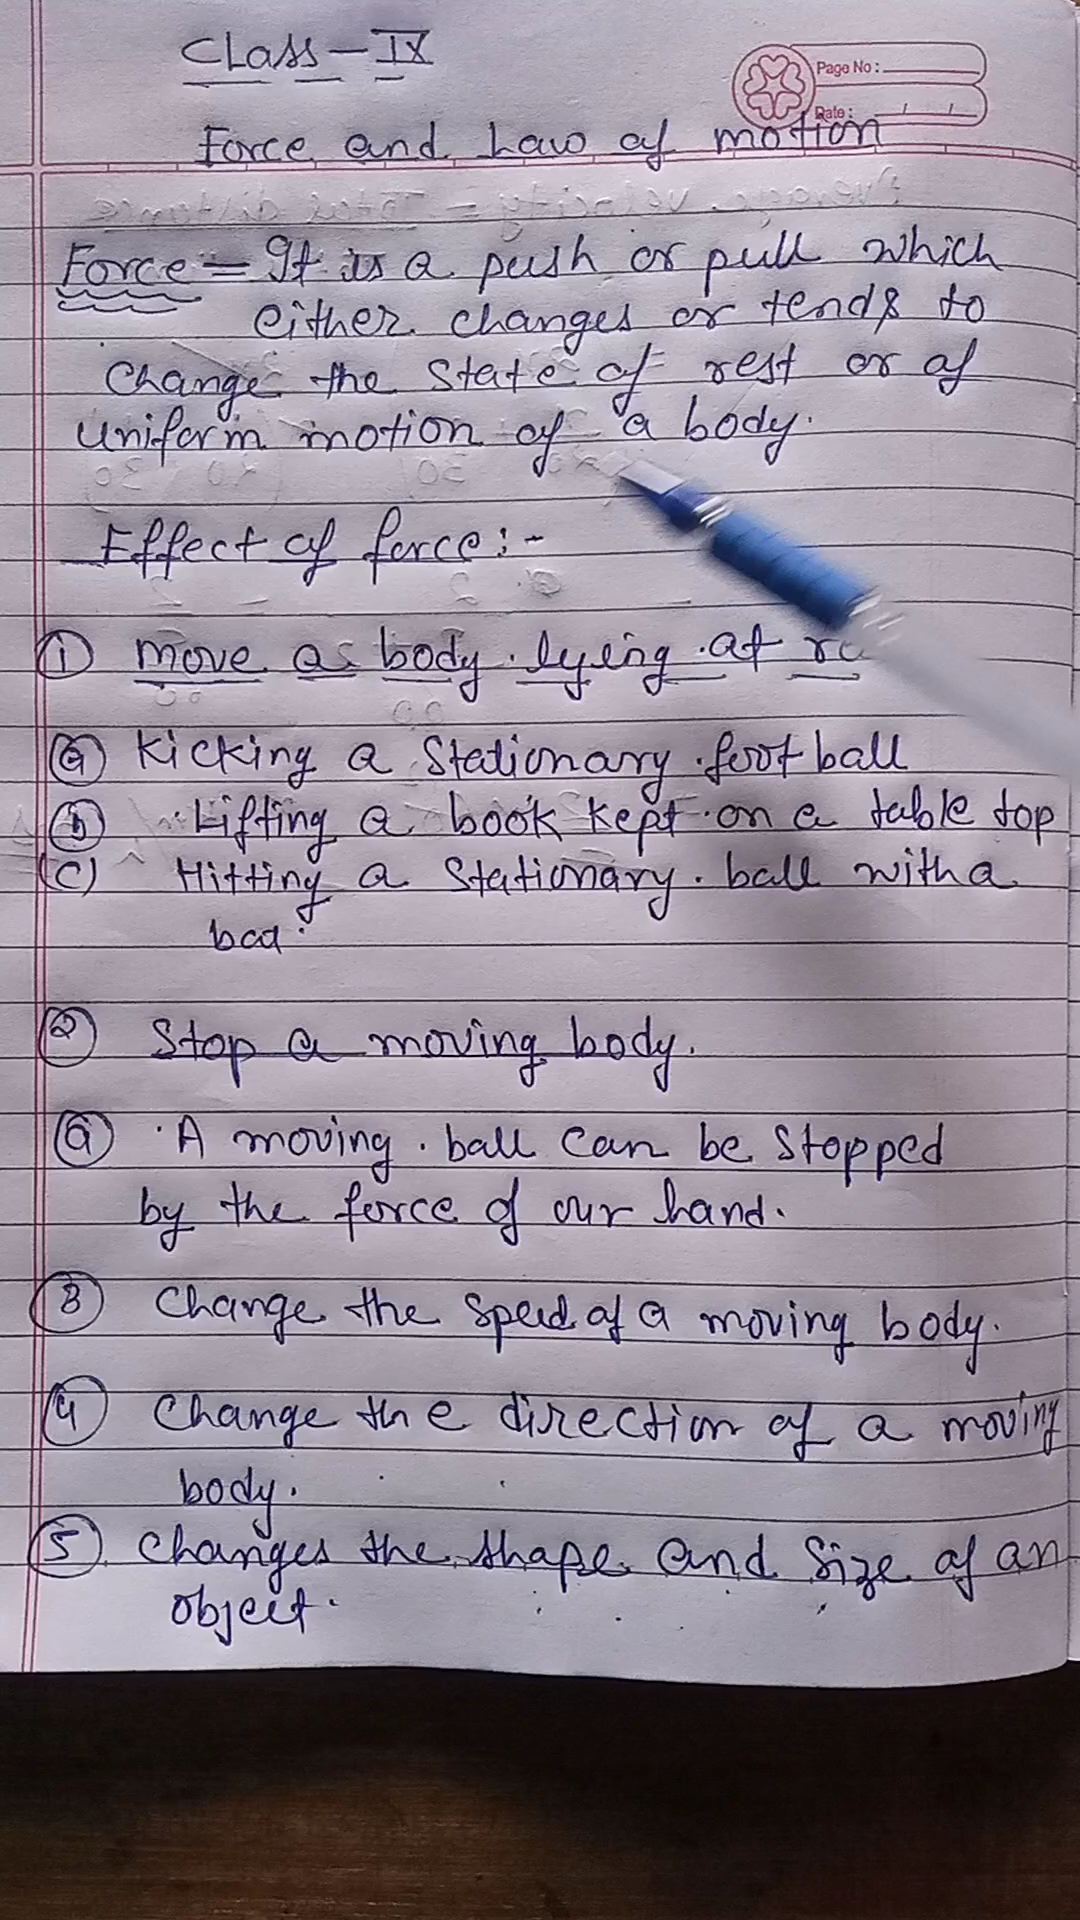 Class - IX
Page No :
Date :
Force and Law of motion
Force = It is a push or pull which
either changes or tends to
change the state of rest or of
uniform motion of a body.
Effect of force :-
① move as body lying at
ⓐ Kicking a stationary football
ⓑ Lifting a book kept on a table top
(C) Hitting a stationary ball with a
bat.
② Stop a moving body.
ⓐ A moving ball can be stopped
by the force of our hand.
③ Change the speed of a moving body.
④ Change the direction of a moving
body.
⑤ Changes the shape and size of an
object.